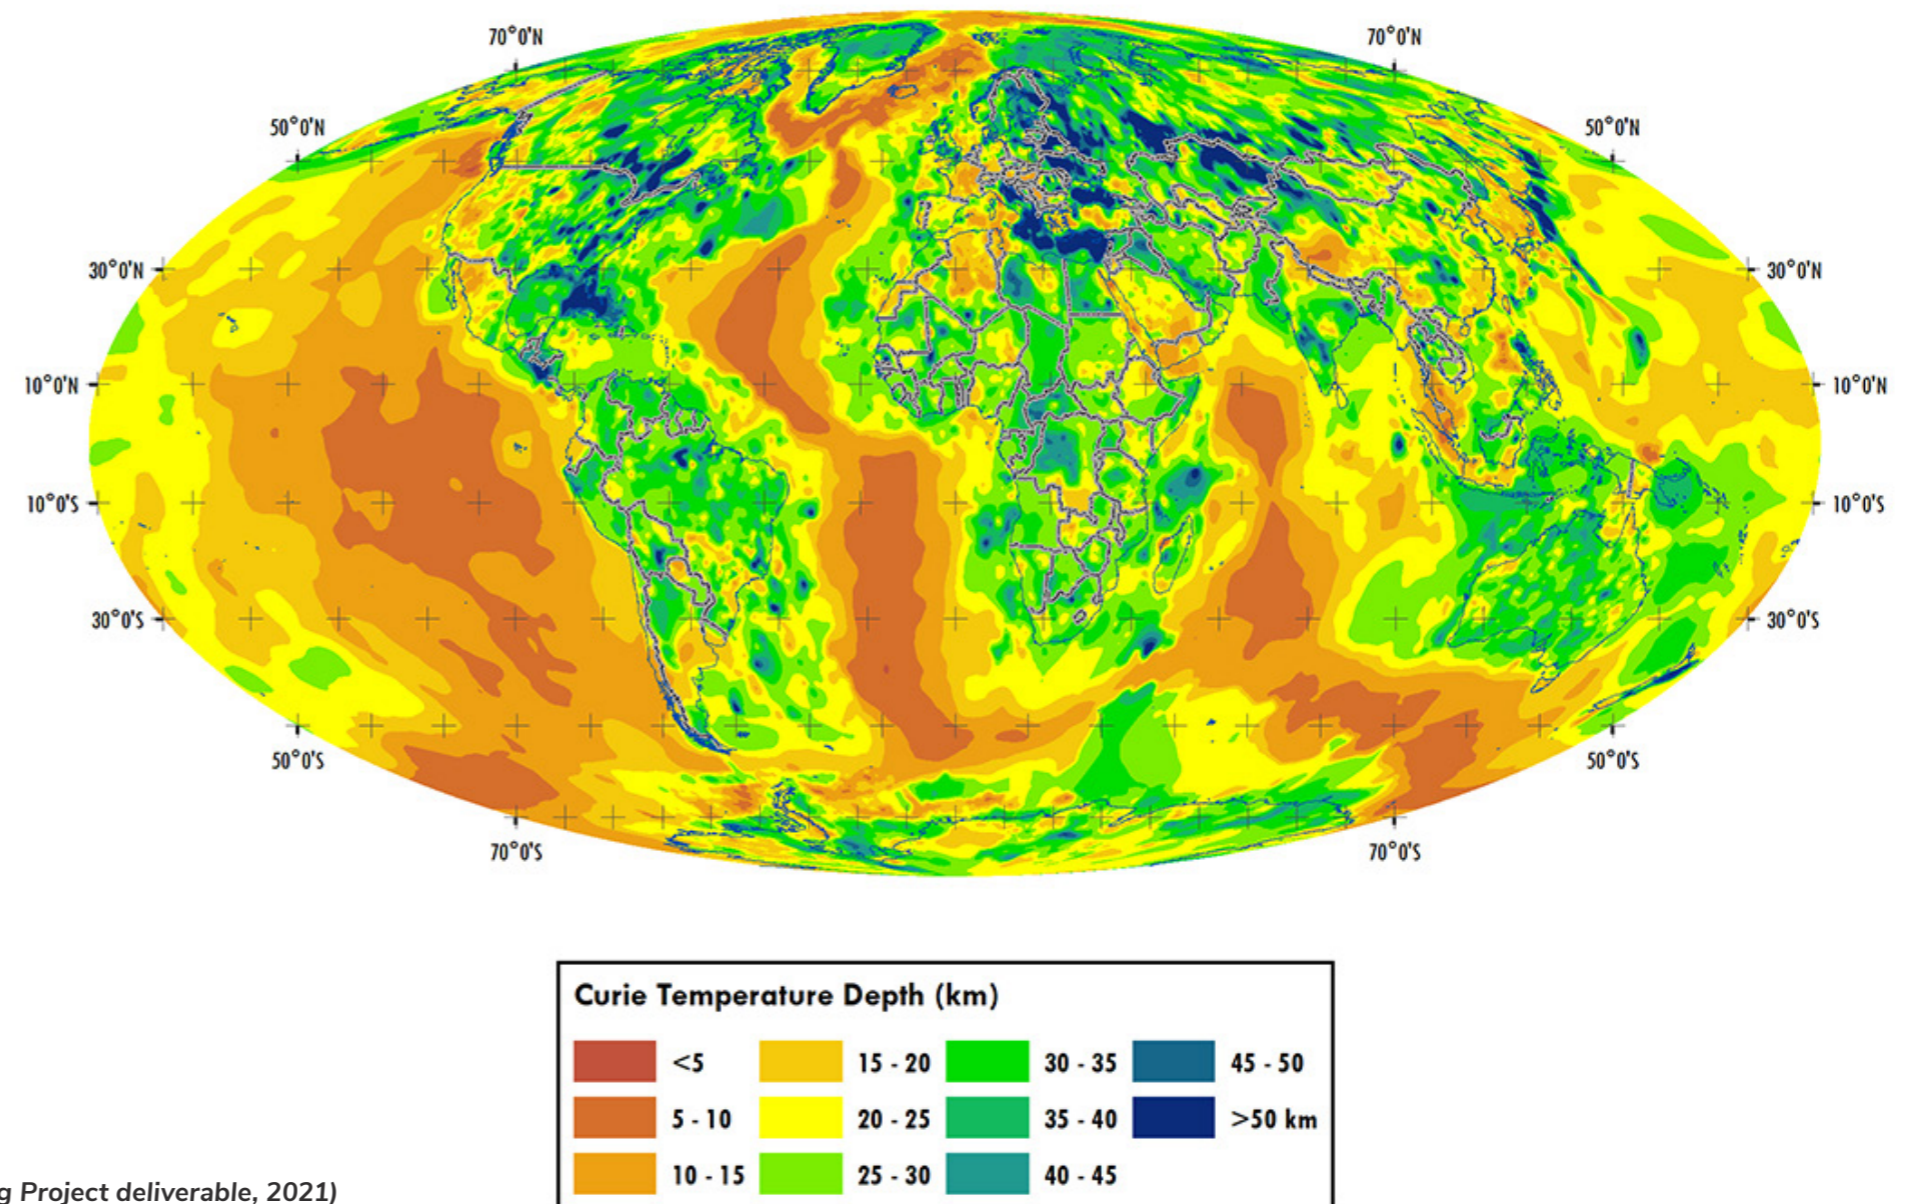 70°0'N 70°0'N
50°0'N 50°0'N
30°0'N 30°0'N
10°0'N 10°0'N
10°0'S 10°0'S
30°0'S 30°0'S
50°0'S 50°0'S
70°0'S 70°0'S
Curie Temperature Depth (km)
<5 15 - 20 30 - 35 45 - 50
5 - 10 20 - 25 35 - 40 >50 km
10 - 15 25 - 30 40 - 45
g Project deliverable, 2021)